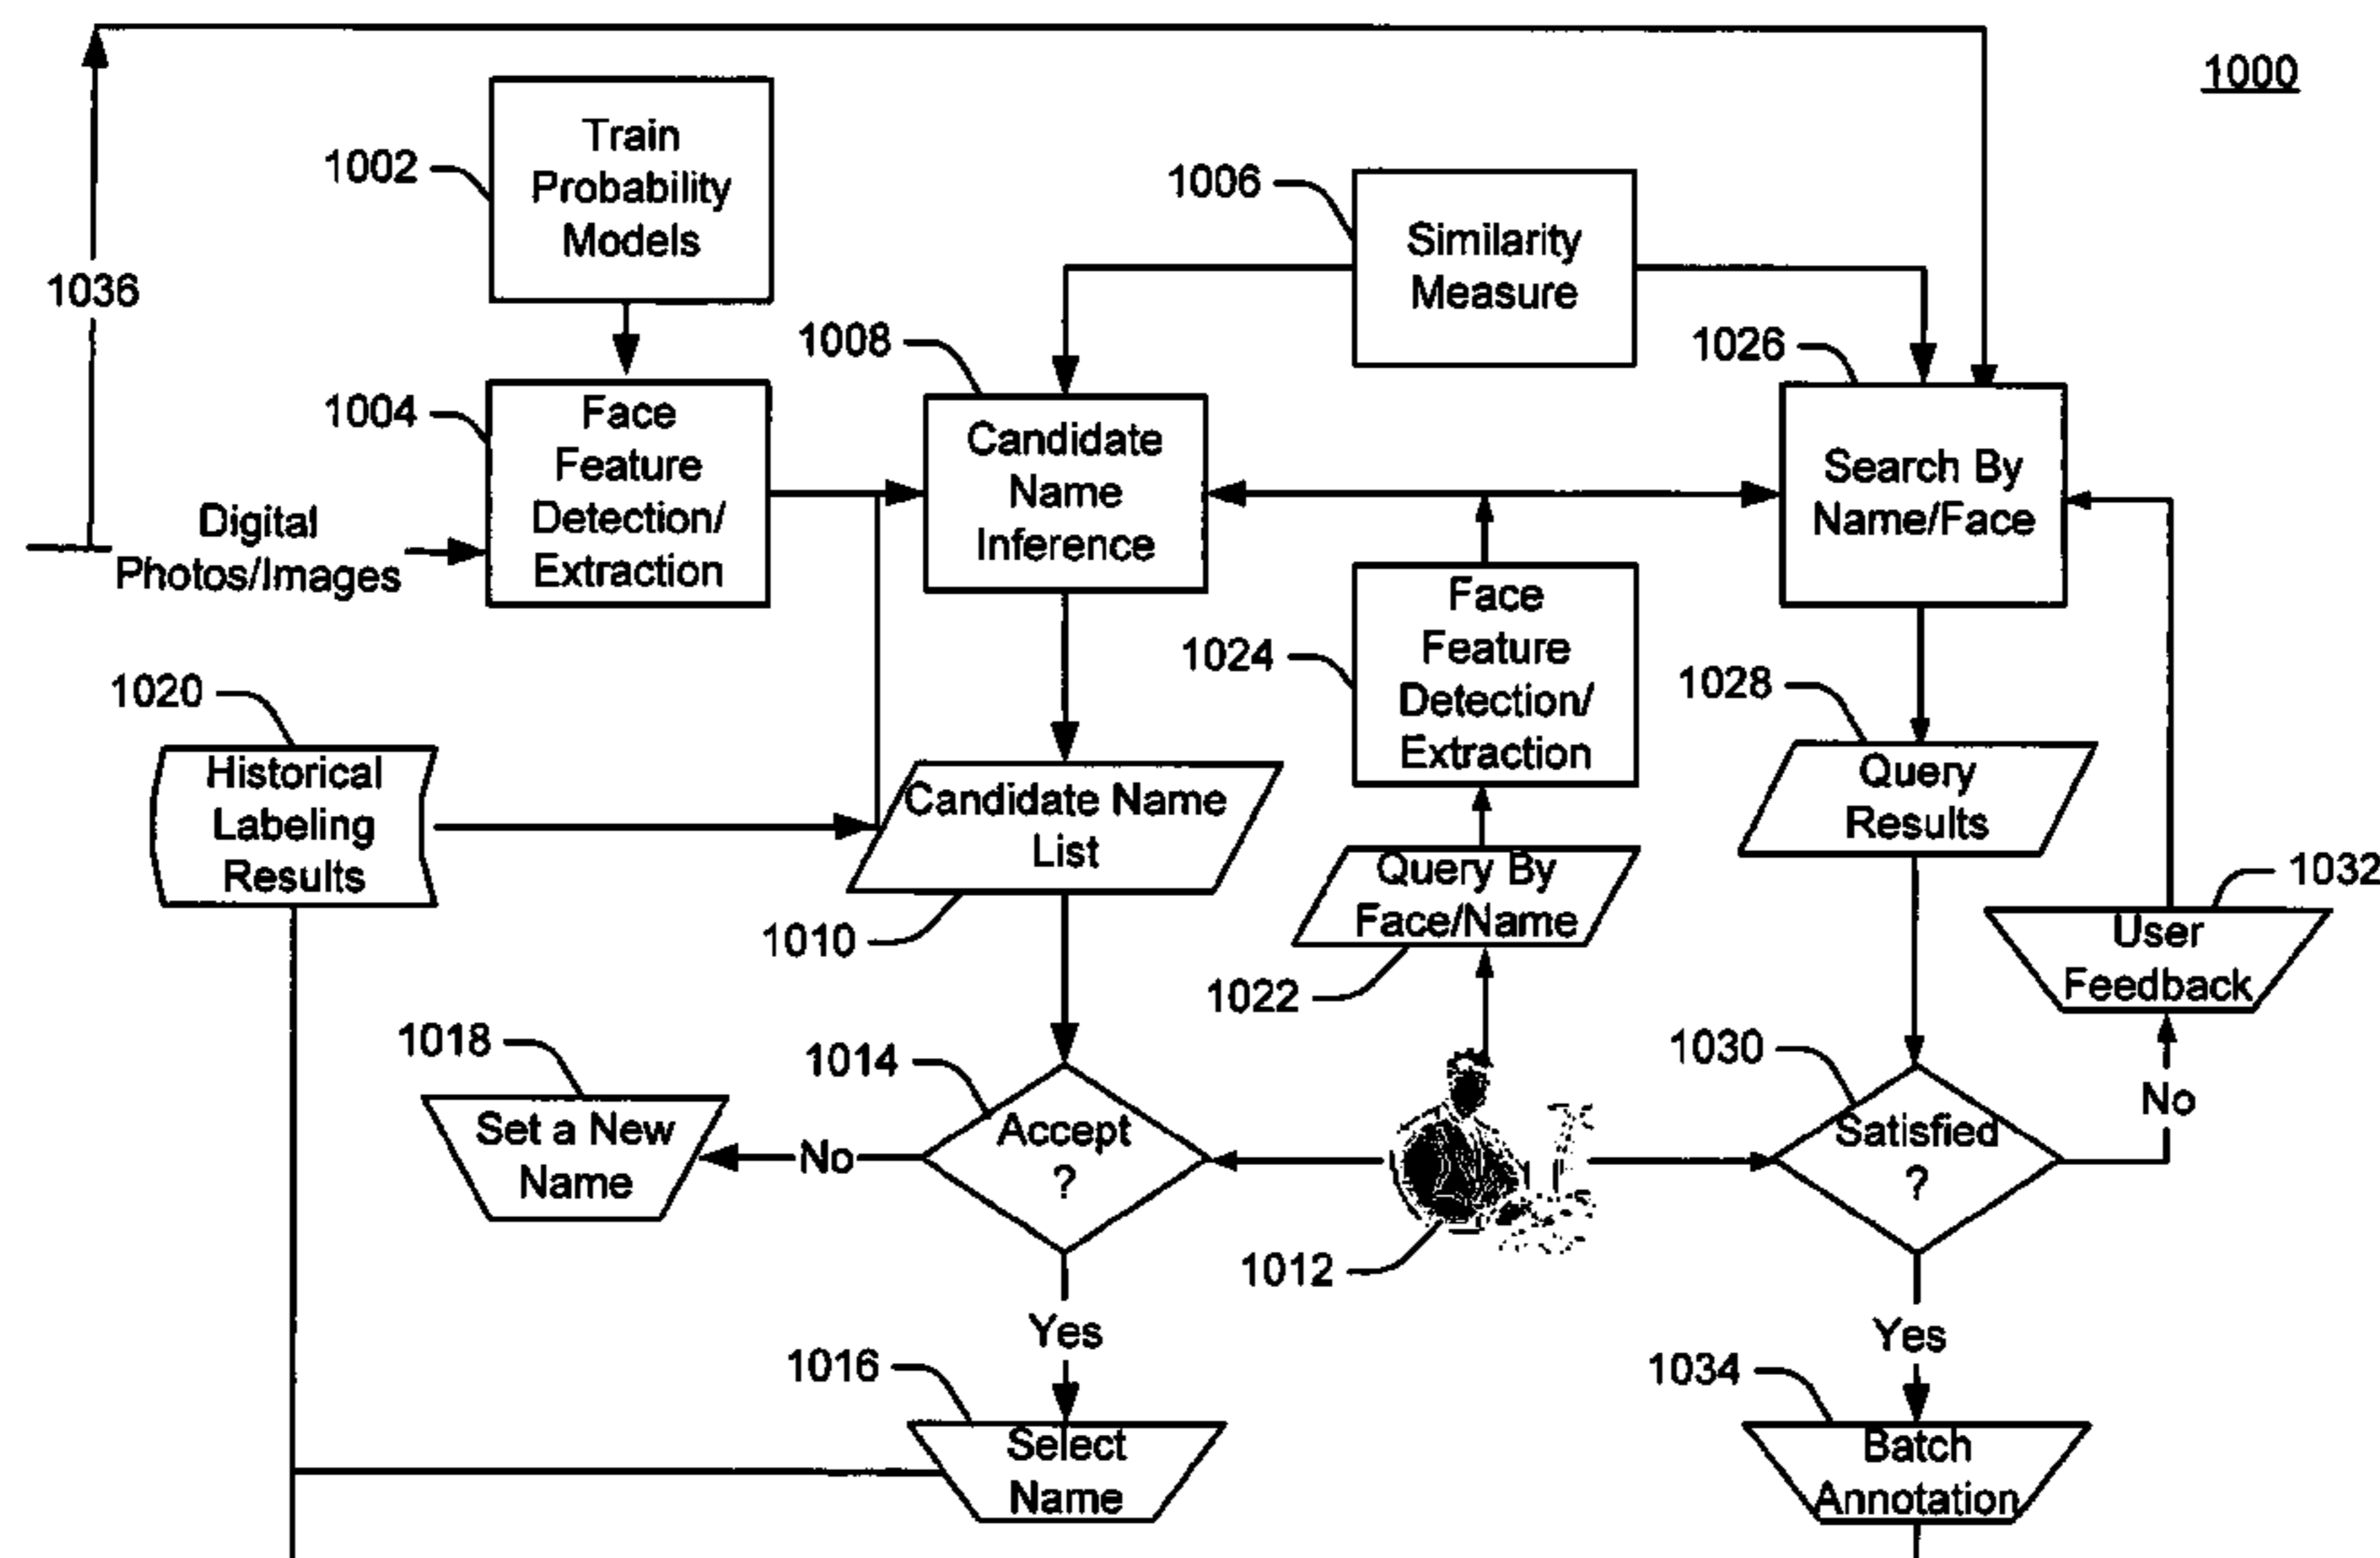 1000
1002
Train
Probability
Models
1006
Similarity
Measure
1036
1004
Face
Feature
Detection/
Extraction
1008
Candidate
Name
Inference
1026
Search By
Name/Face
Digital
Photos/Images
1024
Face
Feature
Detection/
Extraction
1028
Query
Results
1020
Historical
Labeling
Results
Candidate Name
List
1010
Query By
Face/Name
1022
1032
User
Feedback
1018
Set a New
Name
No
1014
Accept
?
1012
1030
Satisfied
?
No
Yes
1016
Select
Name
Yes
1034
Batch
Annotation